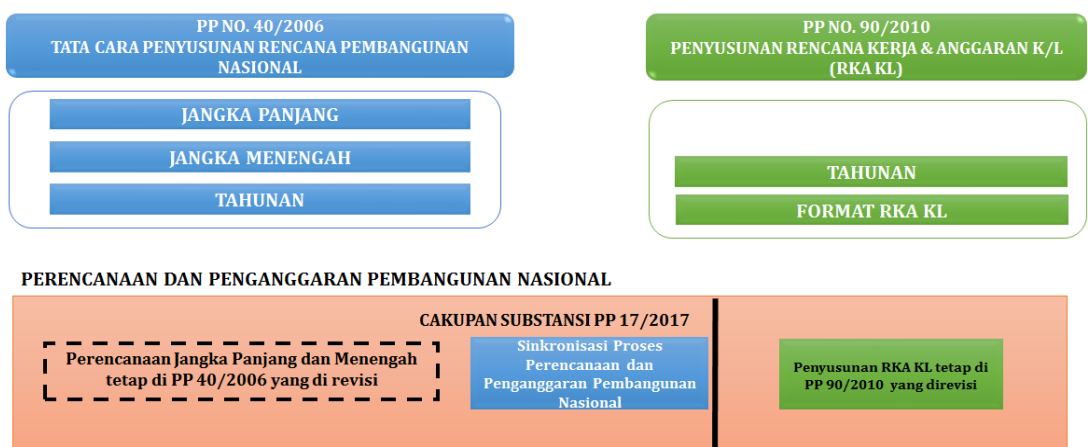 PP NO. 40/2006
TATA CARA PENYUSUNAN RENCANA PEMBANGUNAN
NASIONAL
JANGKA PANJANG
JANGKA MENENGAH
TAHUNAN
PP NO. 90/2010
PENYUSUNAN RENCANA KERJA & ANGGARAN K/L
(RKA KL)
TAHUNAN
FORMAT RKA KL
PERENCANAAN DAN PENGANGGARAN PEMBANGUNAN NASIONAL
CAKUPAN SUBSTANSI PP 17/2017
Perencanaan Jangka Panjang dan Menengah
tetap di PP 40/2006 yang di revisi
Sinkronisasi Proses
Perencanaan dan
Penganggaran Pembangunan
Nasional
Penyusunan RKA KL tetap di
PP 90/2010 yang direvisi